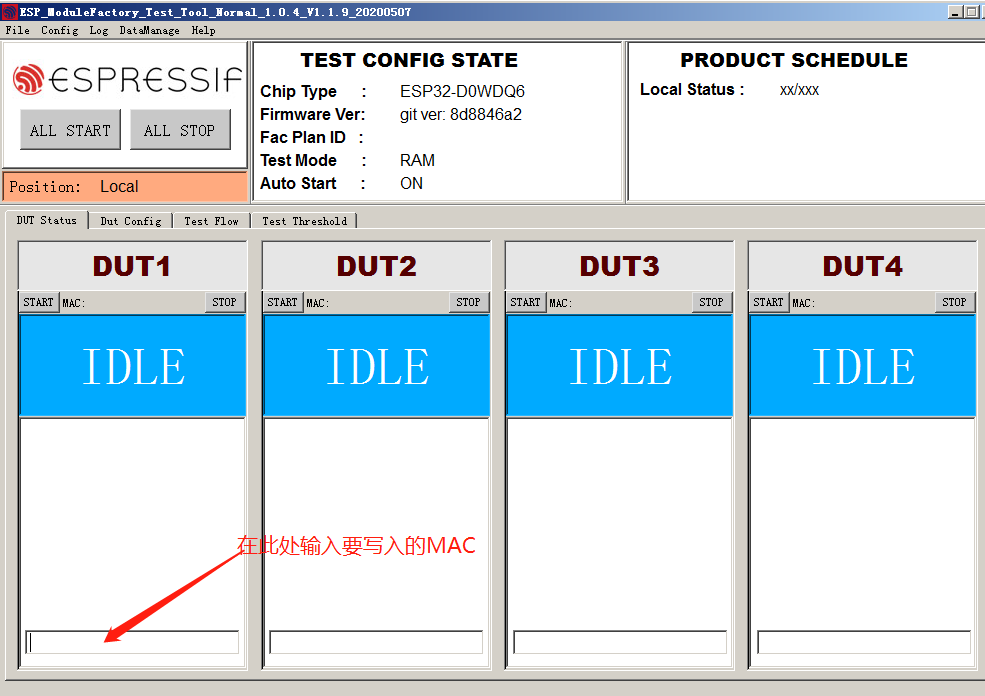 ESP_ModuleFactory_Test_Tool_Normal_1.0.4_V1.1.9_20200507
File Config Log DataManage Help
ESPRESSIF
ALL START ALL STOP
Position: Local
TEST CONFIG STATE
Chip Type : ESP32-D0WDQ6
Firmware Ver: git ver: 8d8846a2
Fac Plan ID :
Test Mode : RAM
Auto Start : ON
PRODUCT SCHEDULE
Local Status : xx/xxx
DUT Status Dut Config Test Flow Test Threshold
DUT1 DUT2 DUT3 DUT4
START MAC: STOP START MAC: STOP START MAC: STOP START MAC: STOP
IDLE IDLE IDLE IDLE
在此处输入要写入的MAC